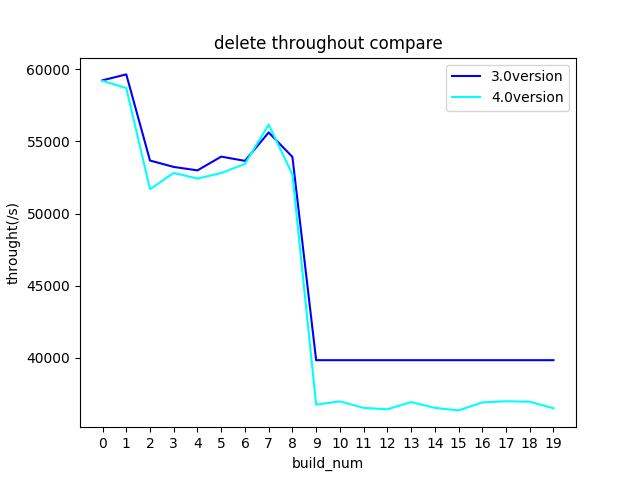 delete throughout compare
3.0version
4.0version
throught(/s)
60000
55000
50000
45000
40000
0 1 2 3 4 5 6 7 8 9 10 11 12 13 14 15 16 17 18 19
build_num